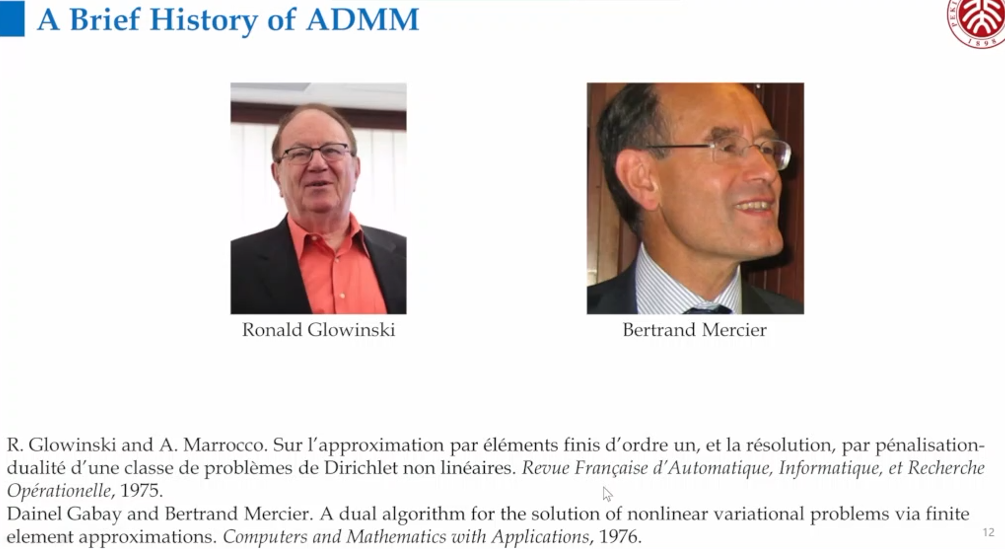 A Brief History of ADMM
PEKI
1898
Ronald Glowinski
Bertrand Mercier
R. Glowinski and A. Marrocco. Sur l'approximation par éléments finis d'ordre un, et la résolution, par pénalisation-
dualité d'une classe de problèmes de Dirichlet non linéaires. Revue Française d'Automatique, Informatique, et Recherche
Opérationelle, 1975.
Dainel Gabay and Bertrand Mercier. A dual algorithm for the solution of nonlinear variational problems via finite
element approximations. Computers and Mathematics with Applications, 1976.
12